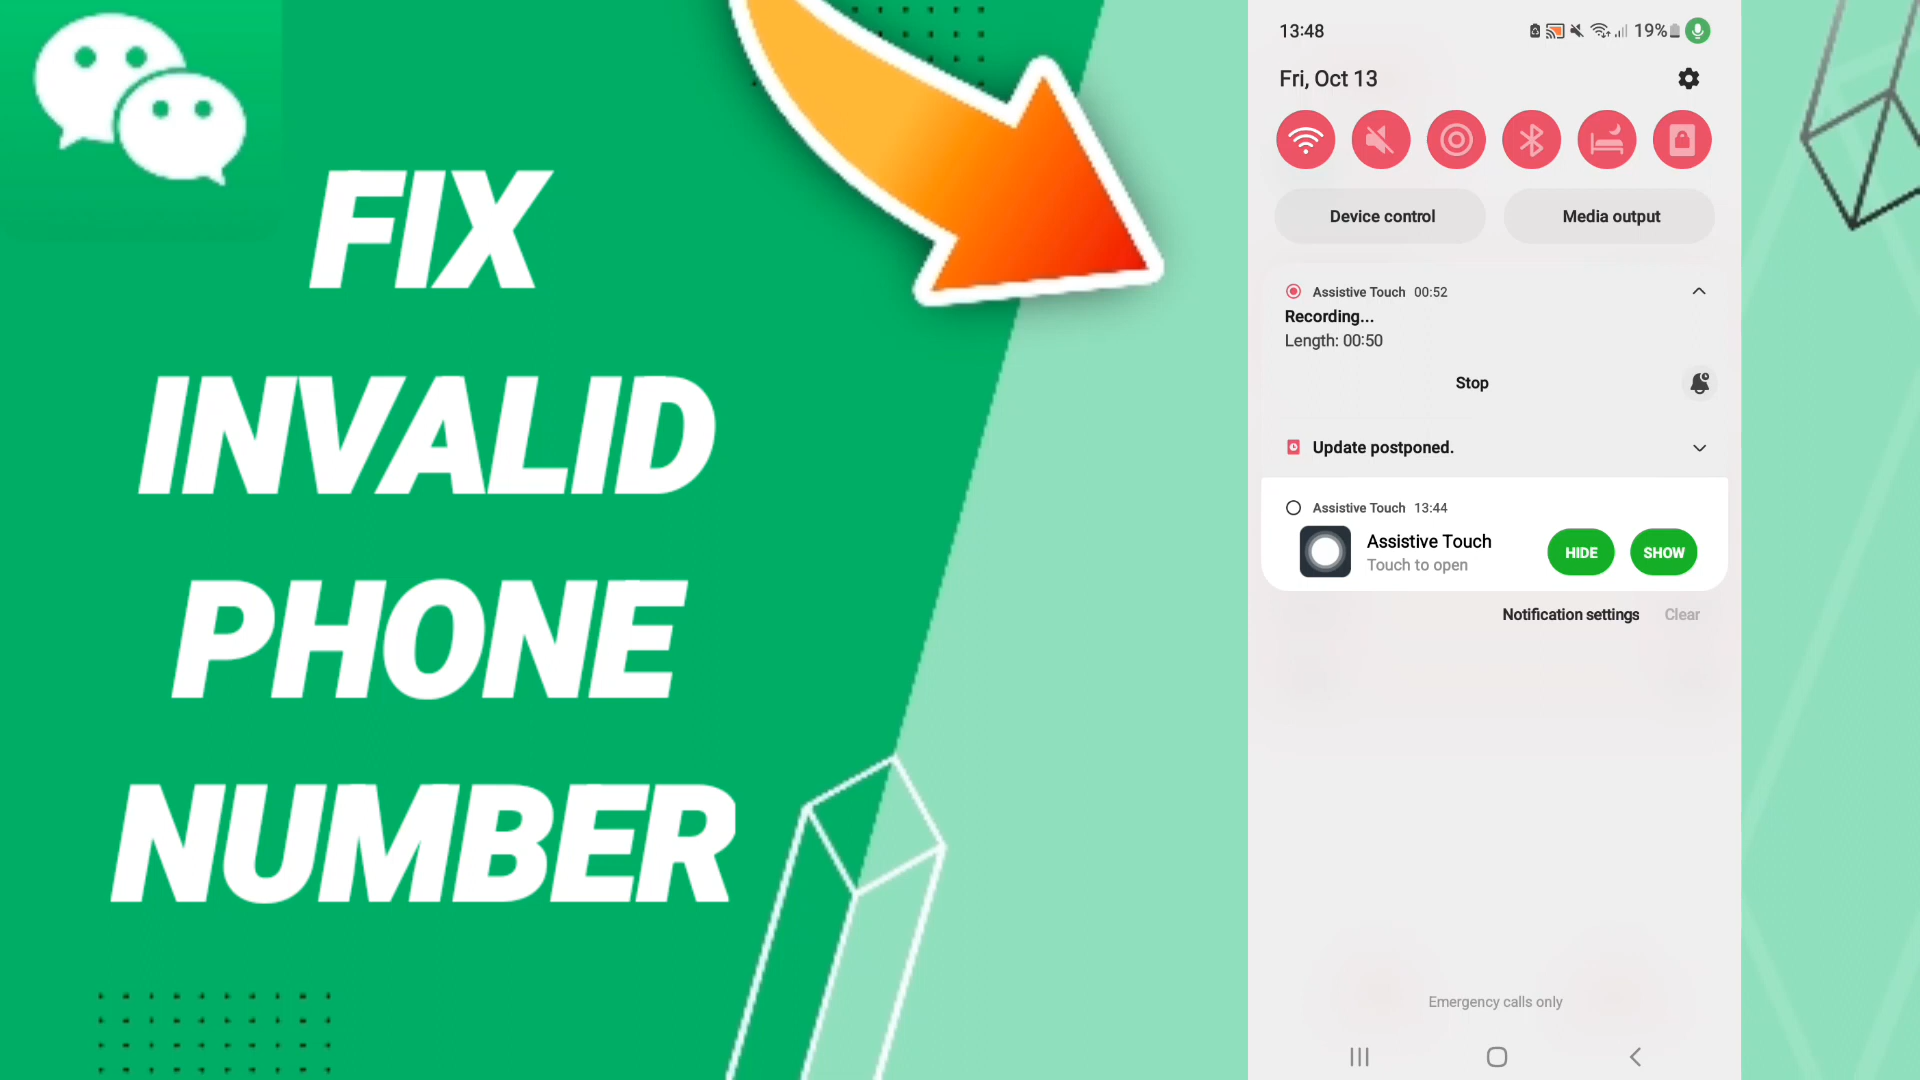 FIX
INVALID
PHONE
NUMBER
13:48
19%
Fri, Oct 13
Device control
Media output
Assistive Touch 00:52
Recording...
Length: 00:50
Stop
Update postponed.
Assistive Touch 13:44
Assistive Touch
Touch to open
HIDE
SHOW
Notification settings
Clear
Emergency calls only